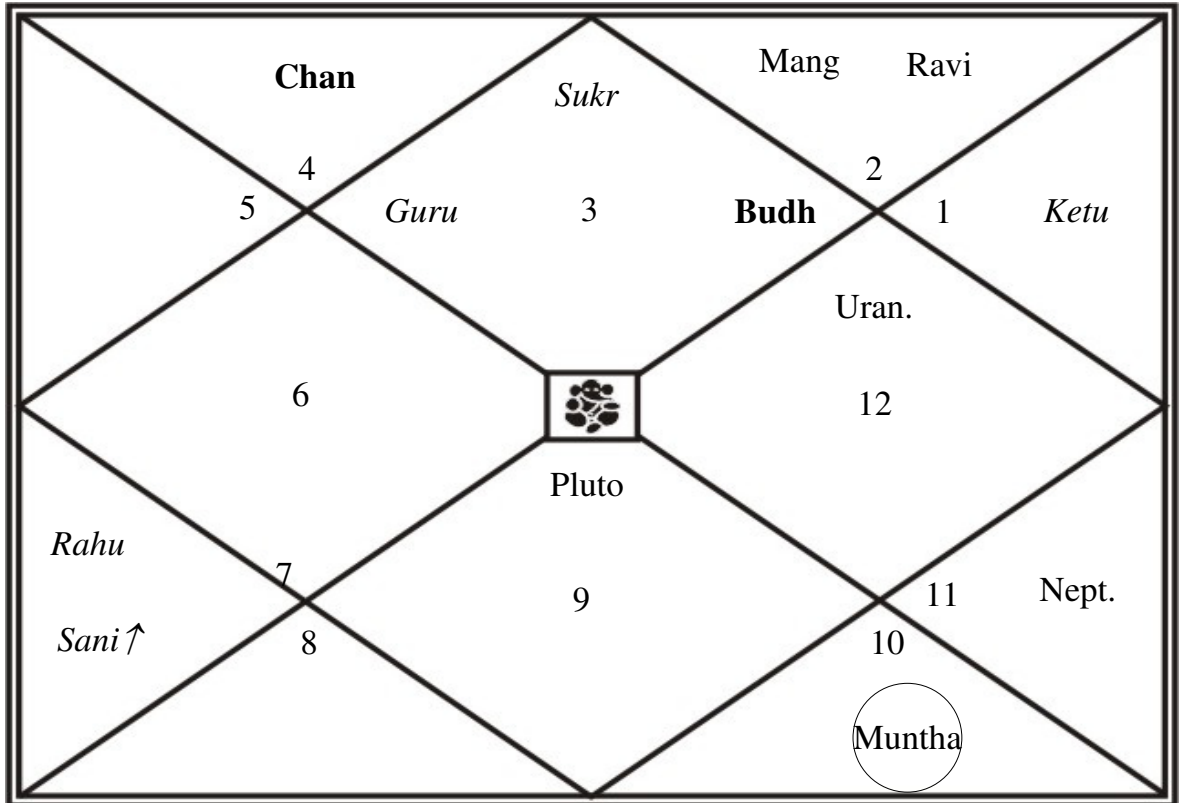 Mang Ravi
Chan
Sukr
4
2
5
Guru
3
Budh
1
Ketu
Uran.
6
12
Pluto
Rahu
7
9
11
Nept.
Sani↑
8
10
Muntha